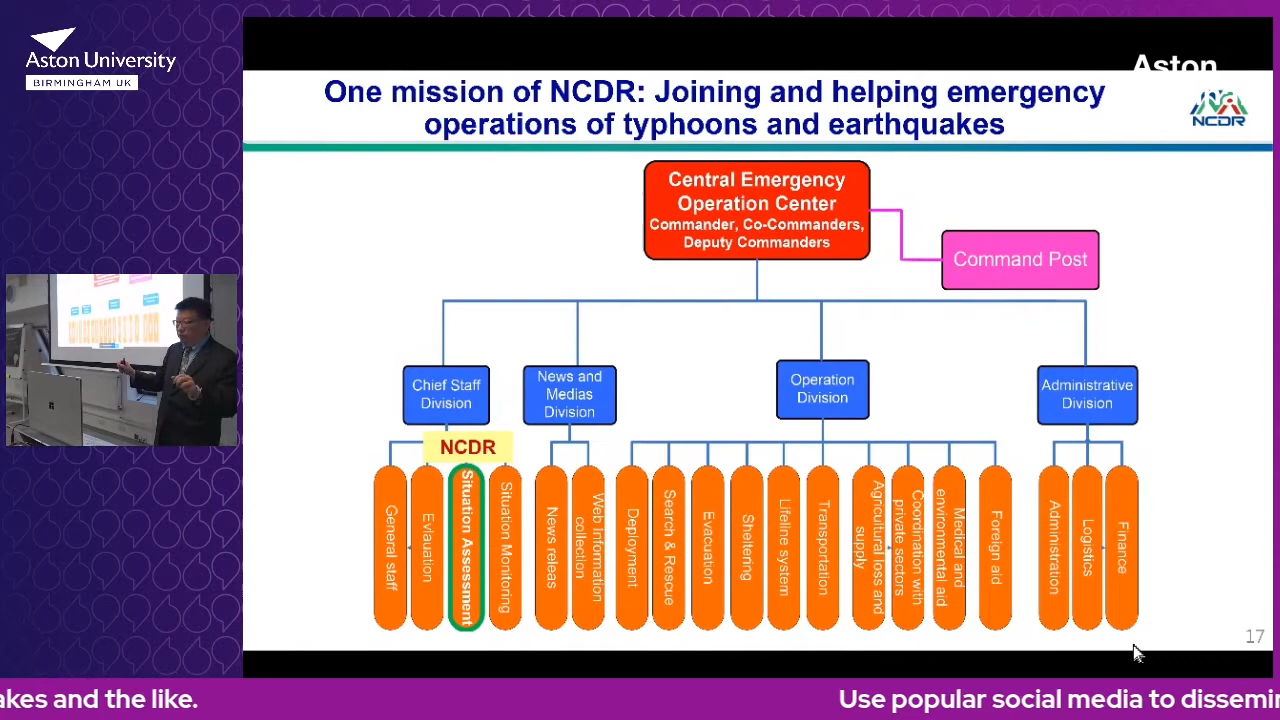 Aston University
BIRMINGHAM UK
Aston
One mission of NCDR: Joining and helping emergency
operations of typhoons and earthquakes
NCDR
Central Emergency
Operation Center
Commander, Co-Commanders,
Deputy Commanders
Command Post
Chief Staff
Division
News and
Medias
Division
Operation
Division
Administrative
Division
NCDR
General staff
Evlauation
Situation Assessment
Situation Monitoring
News releas
Web Information
collection
Deployment
Search & Rescue
Evacuation
Sheltering
Lifeline system
Transportation
Agricultural loss and
supply
Coordination with
private sectors
Medical and
environmental aid
Foreign aid
Administration
Logistics
Finance
17
akes and the like.
Use popular social media to dissemin